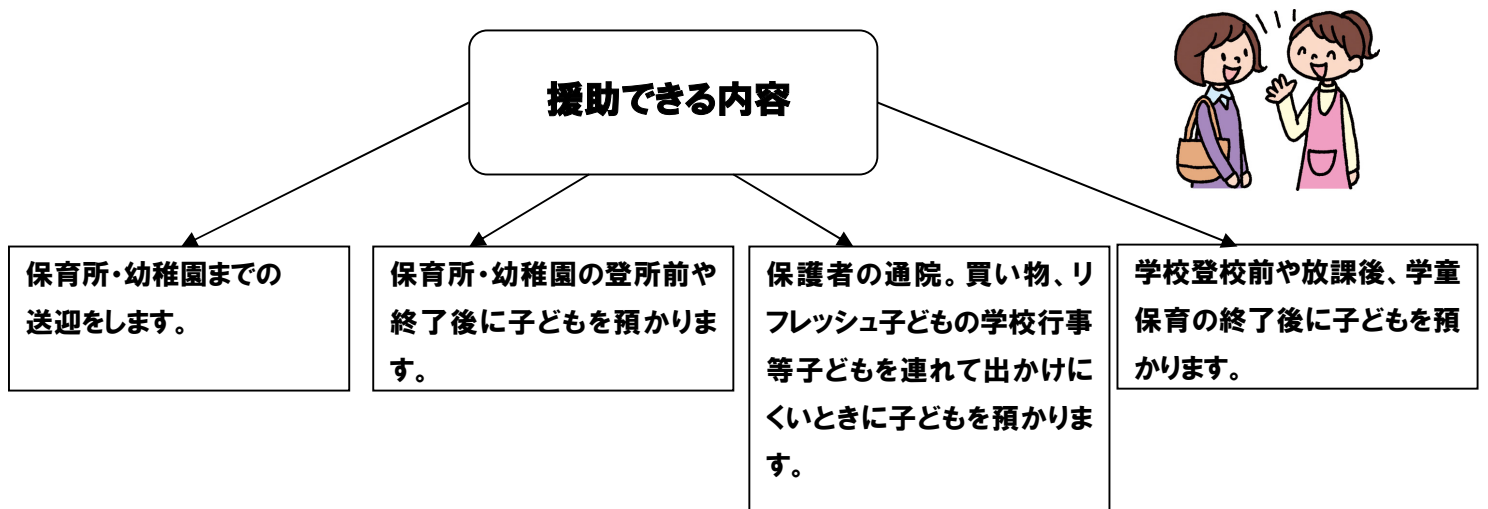 援助できる内容
保育所・幼稚園までの
送迎をします。
保育所・幼稚園の登所前や
終了後に子どもを預かりま
す。
保護者の通院。買い物、リ
フレッシュ子どもの学校行事
等子どもを連れて出かけに
くいときに子どもを預かりま
す。
学校登校前や放課後、学童
保育の終了後に子どもを預
かります。